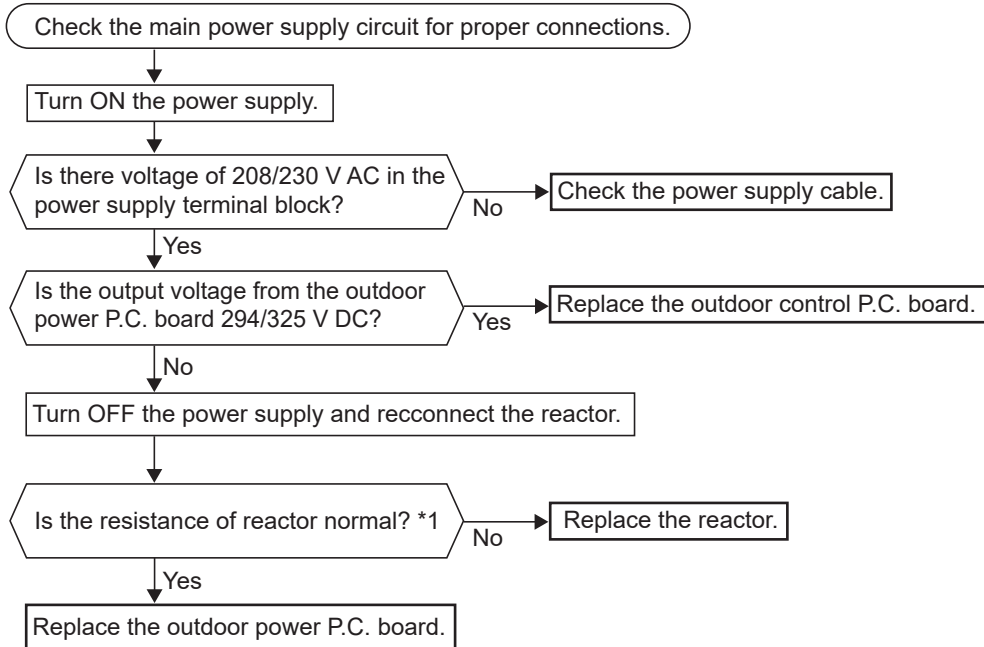 Check the main power supply circuit for proper connections.
Turn ON the power supply.
Is there voltage of 208/230 V AC in the
power supply terminal block?
No
Check the power supply cable.
Yes
Is the output voltage from the outdoor
power P.C. board 294/325 V DC?
Yes
Replace the outdoor control P.C. board.
No
Turn OFF the power supply and recconnect the reactor.
Is the resistance of reactor normal? *1
No
Replace the reactor.
Yes
Replace the outdoor power P.C. board.